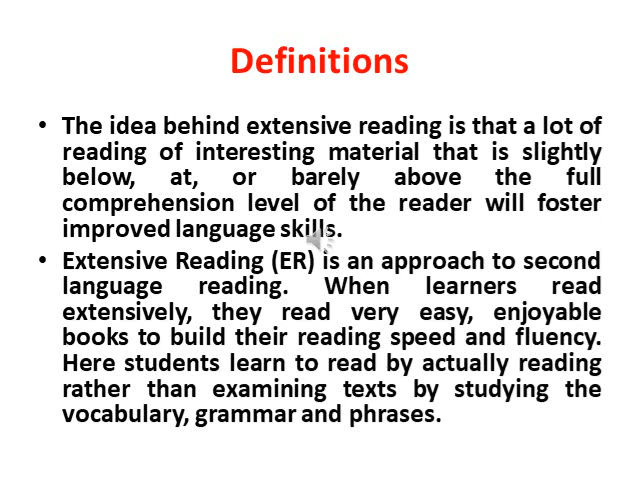 Definitions
• The idea behind extensive reading is that a lot of
reading of interesting material that is slightly
below, at, or barely above the full
comprehension level of the reader will foster
improved language skills.
• Extensive Reading (ER) is an approach to second
language reading. When learners read
extensively, they read very easy, enjoyable
books to build their reading speed and fluency.
Here students learn to read by actually reading
rather than examining texts by studying the
vocabulary, grammar and phrases.